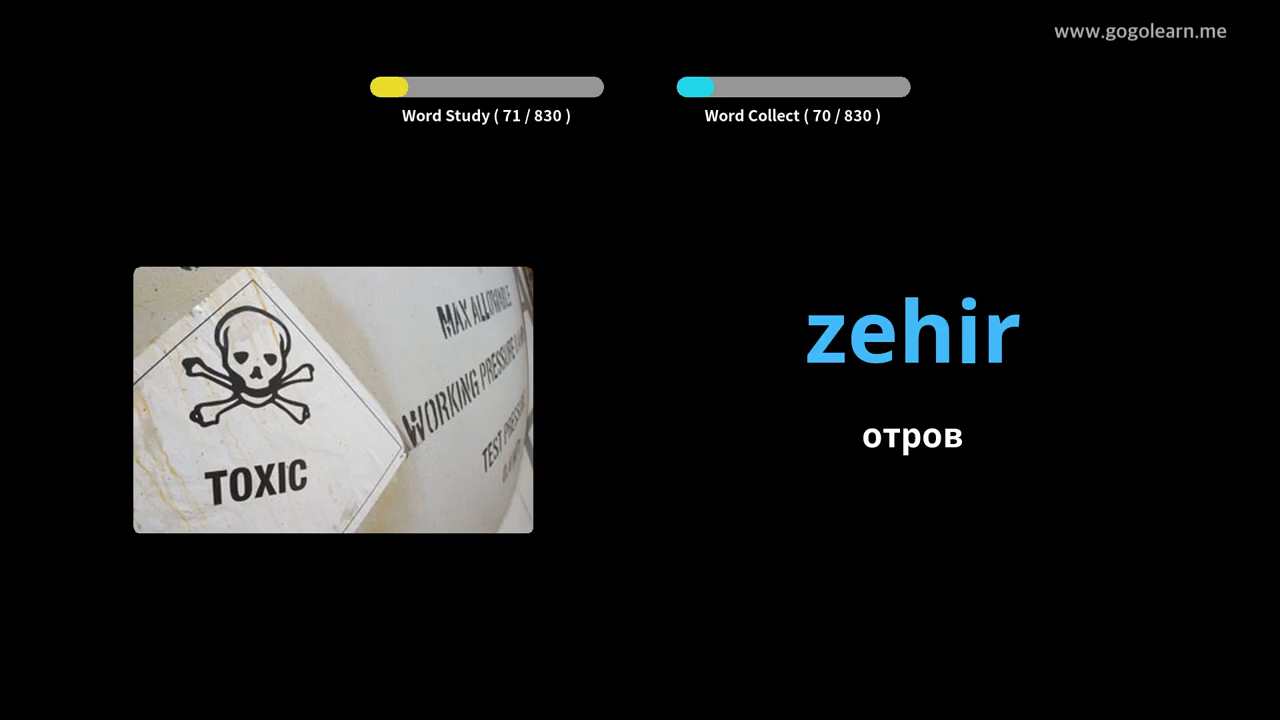 www.gogolearn.me
Word Study ( 71 / 830 )
Word Collect ( 70 / 830 )
MAX ALLOWABLE
WORKING PRESSURE
TEST PRESSURE
TOXIC
zehir
отров